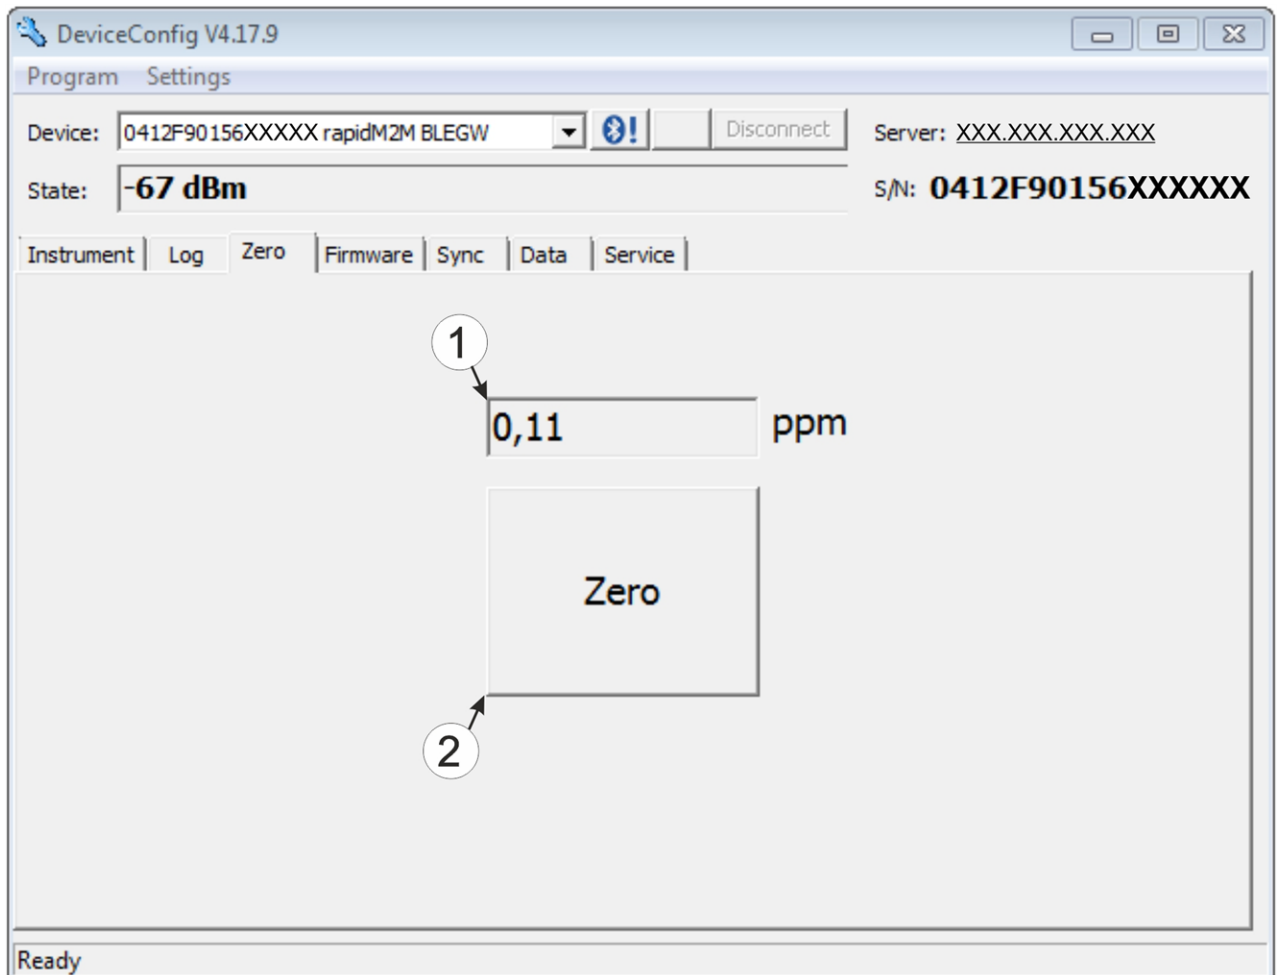 DeviceConfig V4.17.9
Program Settings
Device: 0412F90156XXXXX rapidM2M BLEGW ! Disconnect Server: XXX.XXX.XXX.XXX
State: -67 dBm S/N: 0412F90156XXXXXX
Instrument Log Zero Firmware Sync Data Service
1
0,11 ppm
Zero
2
Ready